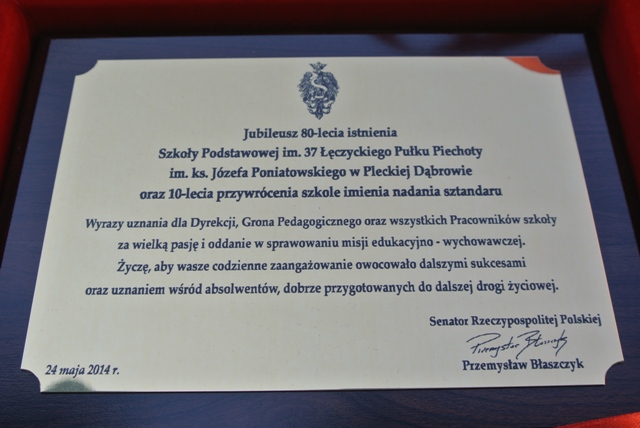 Jubileusz 80-lecia istnienia
Szkoły Podstawowej im. 37 Łęczyckiego Pułku Piechoty
im. ks. Józefa Poniatowskiego w Pleckiej Dąbrowie
oraz 10-lecia przywrócenia szkole imienia nadania sztandaru
Wyrazy uznania dla Dyrekcji, Grona Pedagogicznego oraz wszystkich Pracowników szkoły
za wielką pasję i oddanie w sprawowaniu misji edukacyjno - wychowawczej.
Życzę, aby wasze codzienne zaangażowanie owocowało dalszymi sukcesami
oraz uznaniem wśród absolwentów, dobrze przygotowanych do dalszej drogi życiowej.
Senator Rzeczypospolitej Polskiej
Przemysław Błaszczyk
Przemysław Błaszczyk
24 maja 2014 r.